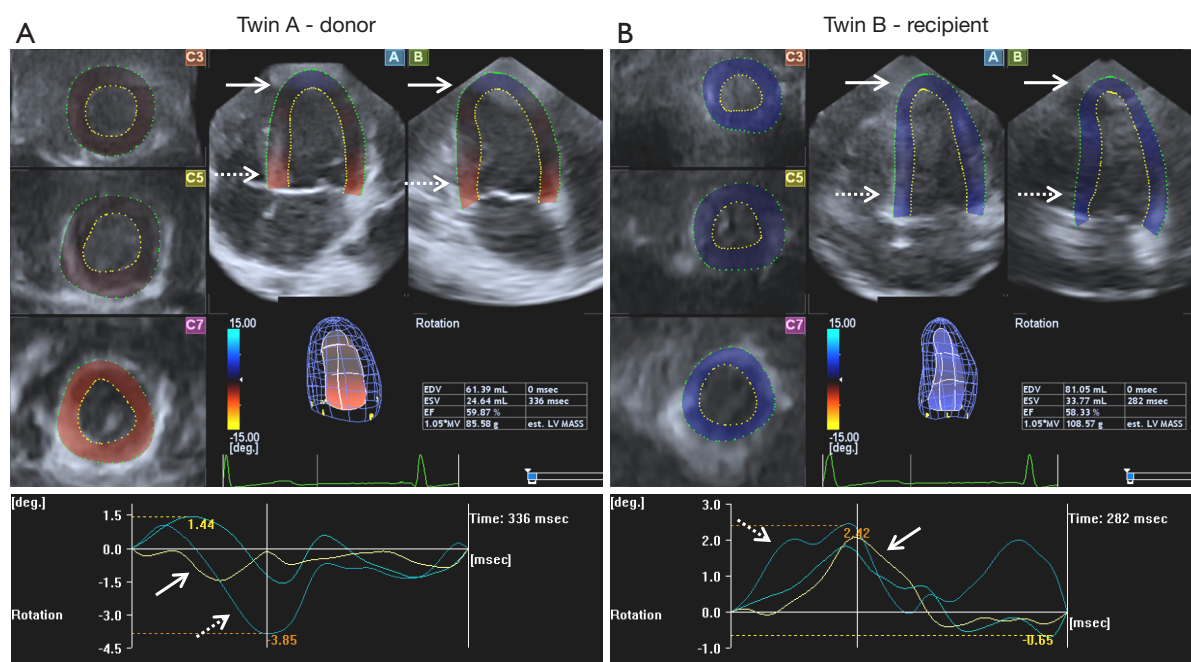 Twin A - donor
A
C3
A
B
C5
C7
15.00
-15.00
[deg.]
Rotation
EDV 61.39 mL 0 msec
ESV 24.64 mL 336 msec
EF 59.87 %
1.05*MV 85.58 g est. LV MASS
[deg.]
1.5
0.0
-1.5
-3.0
-4.5
Rotation
1.44
-3.85
Time: 336 msec
[msec]
Twin B - recipient
B
C3
A
B
C5
C7
15.00
-15.00
[deg.]
Rotation
EDV 81.05 mL 0 msec
ESV 33.77 mL 282 msec
EF 58.33 %
1.05*MV 108.57 g est. LV MASS
[deg.]
3.0
2.0
1.0
0.0
-1.0
Rotation
2.42
-0.65
Time: 282 msec
[msec]